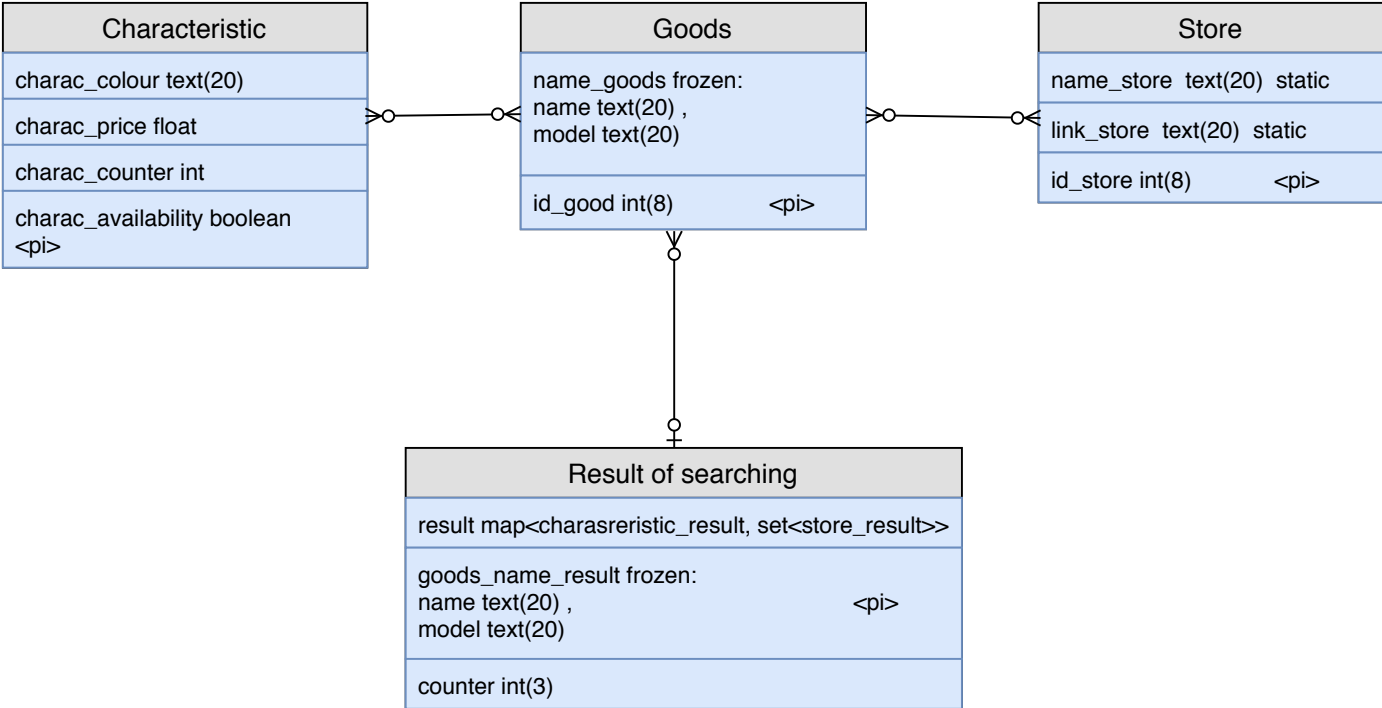 Characteristic
charac_colour text(20)
charac_price float
charac_counter int
charac_availability boolean
<pi>
Goods
name_goods frozen:
name text(20) ,
model text(20)
id_good int(8) <pi>
Store
name_store text(20) static
link_store text(20) static
id_store int(8) <pi>
Result of searching
result map<charasreristic_result, set<store_result>>
goods_name_result frozen:
name text(20) , <pi>
model text(20)
counter int(3)